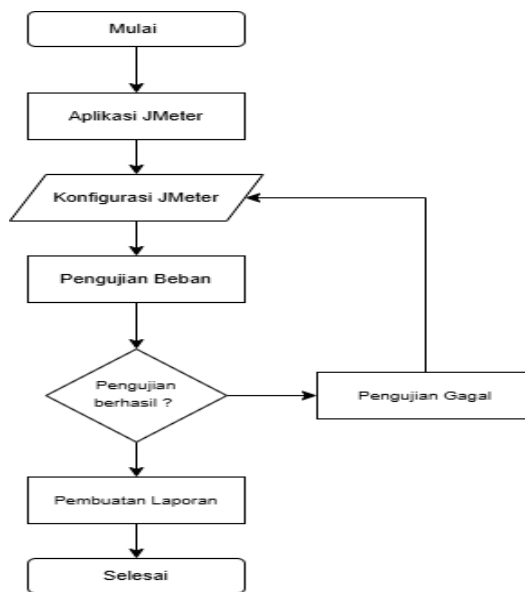 Mulai
Aplikasi JMeter
Konfigurasi JMeter
Pengujian Beban
Pengujian
berhasil ?
Pengujian Gagal
Pembuatan Laporan
Selesai